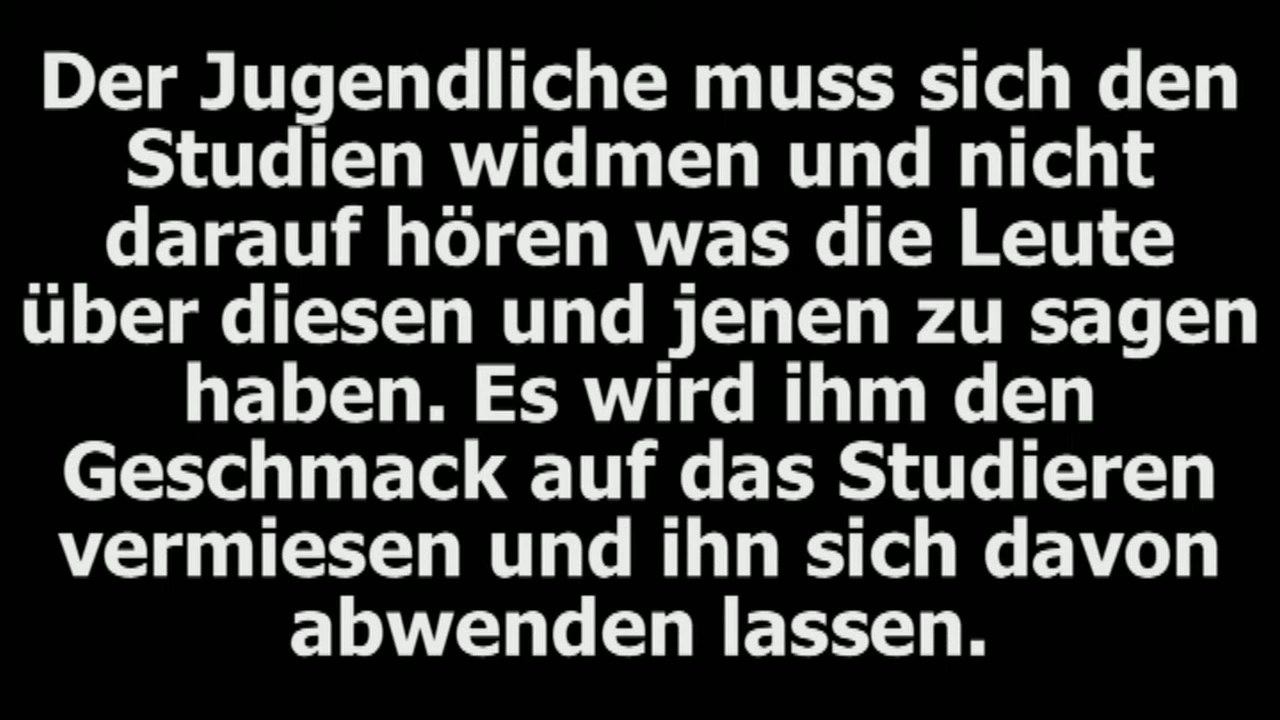 Der Jugendliche muss sich den
Studien widmen und nicht
darauf hören was die Leute
über diesen und jenen zu sagen
haben. Es wird ihm den
Geschmack auf das Studieren
vermiesen und ihn sich davon
abwenden lassen.